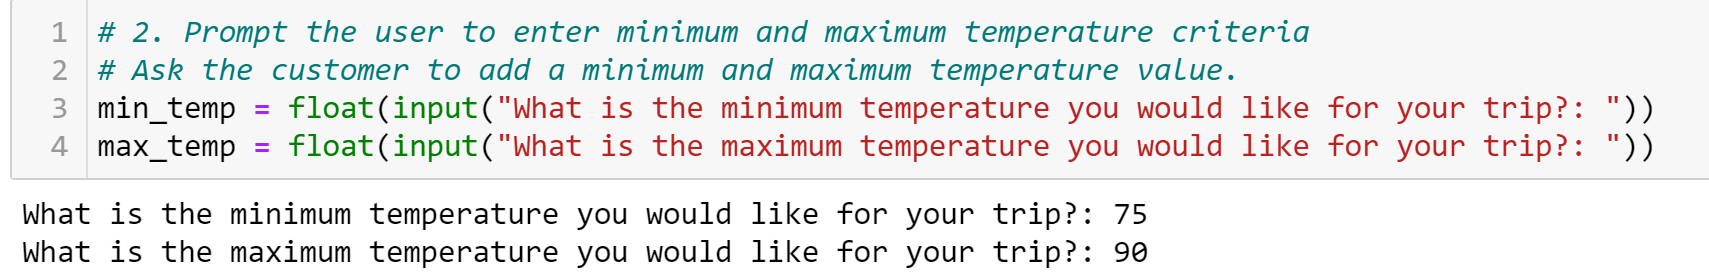 1 # 2. Prompt the user to enter minimum and maximum temperature criteria
2 # Ask the customer to add a minimum and maximum temperature value.
3 min_temp = float(input("What is the minimum temperature you would like for your trip?: "))
4 max_temp = float(input("What is the maximum temperature you would like for your trip?: "))
What is the minimum temperature you would like for your trip?: 75
What is the maximum temperature you would like for your trip?: 90